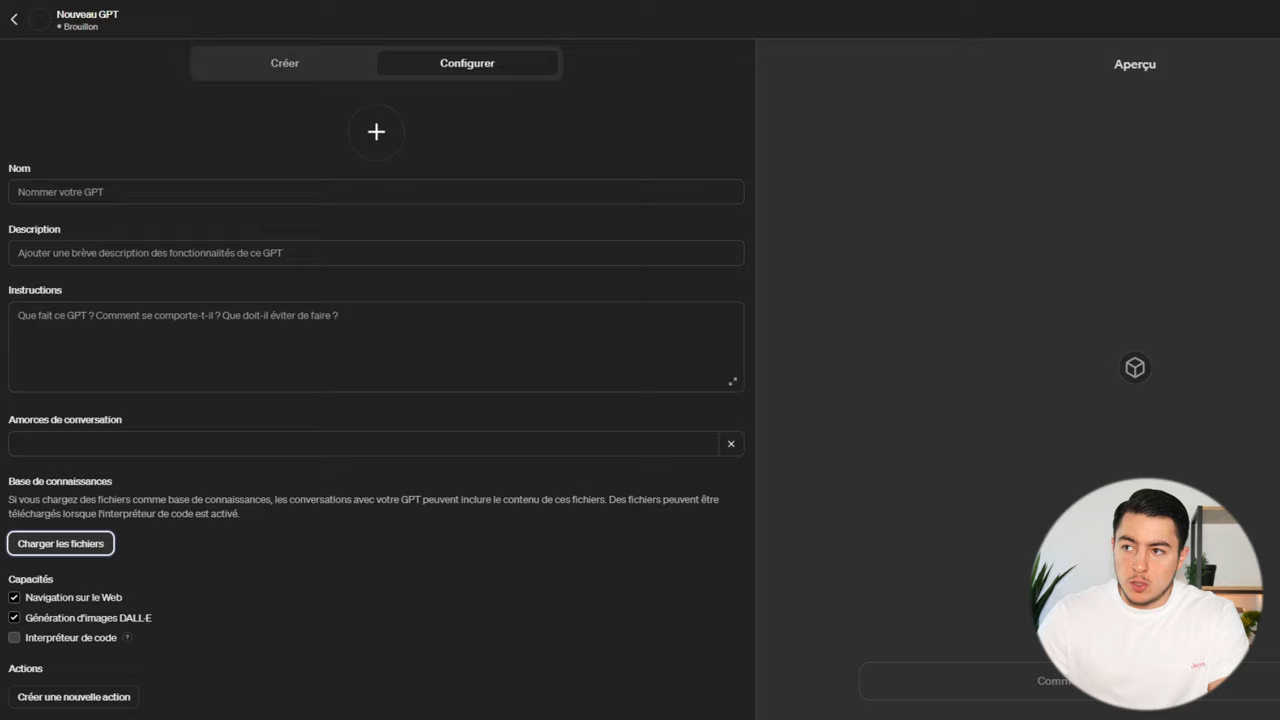 Nouveau GPT
Brouillon
Créer
Configurer
Aperçu
Nom
Nommer votre GPT
Description
Ajouter une brève description des fonctionnalités de ce GPT
Instructions
Que fait ce GPT ? Comment se comporte-t-il ? Que doit-il éviter de faire ?
Amorces de conversation
Base de connaissances
Si vous chargez des fichiers comme base de connaissances, les conversations avec votre GPT peuvent inclure le contenu de ces fichiers. Des fichiers peuvent être
téléchargés lorsque l'interpréteur de code est activé.
Charger les fichiers
Capacités
Navigation sur le Web
Génération d'images DALL·E
Interpréteur de code ?
Actions
Créer une nouvelle action